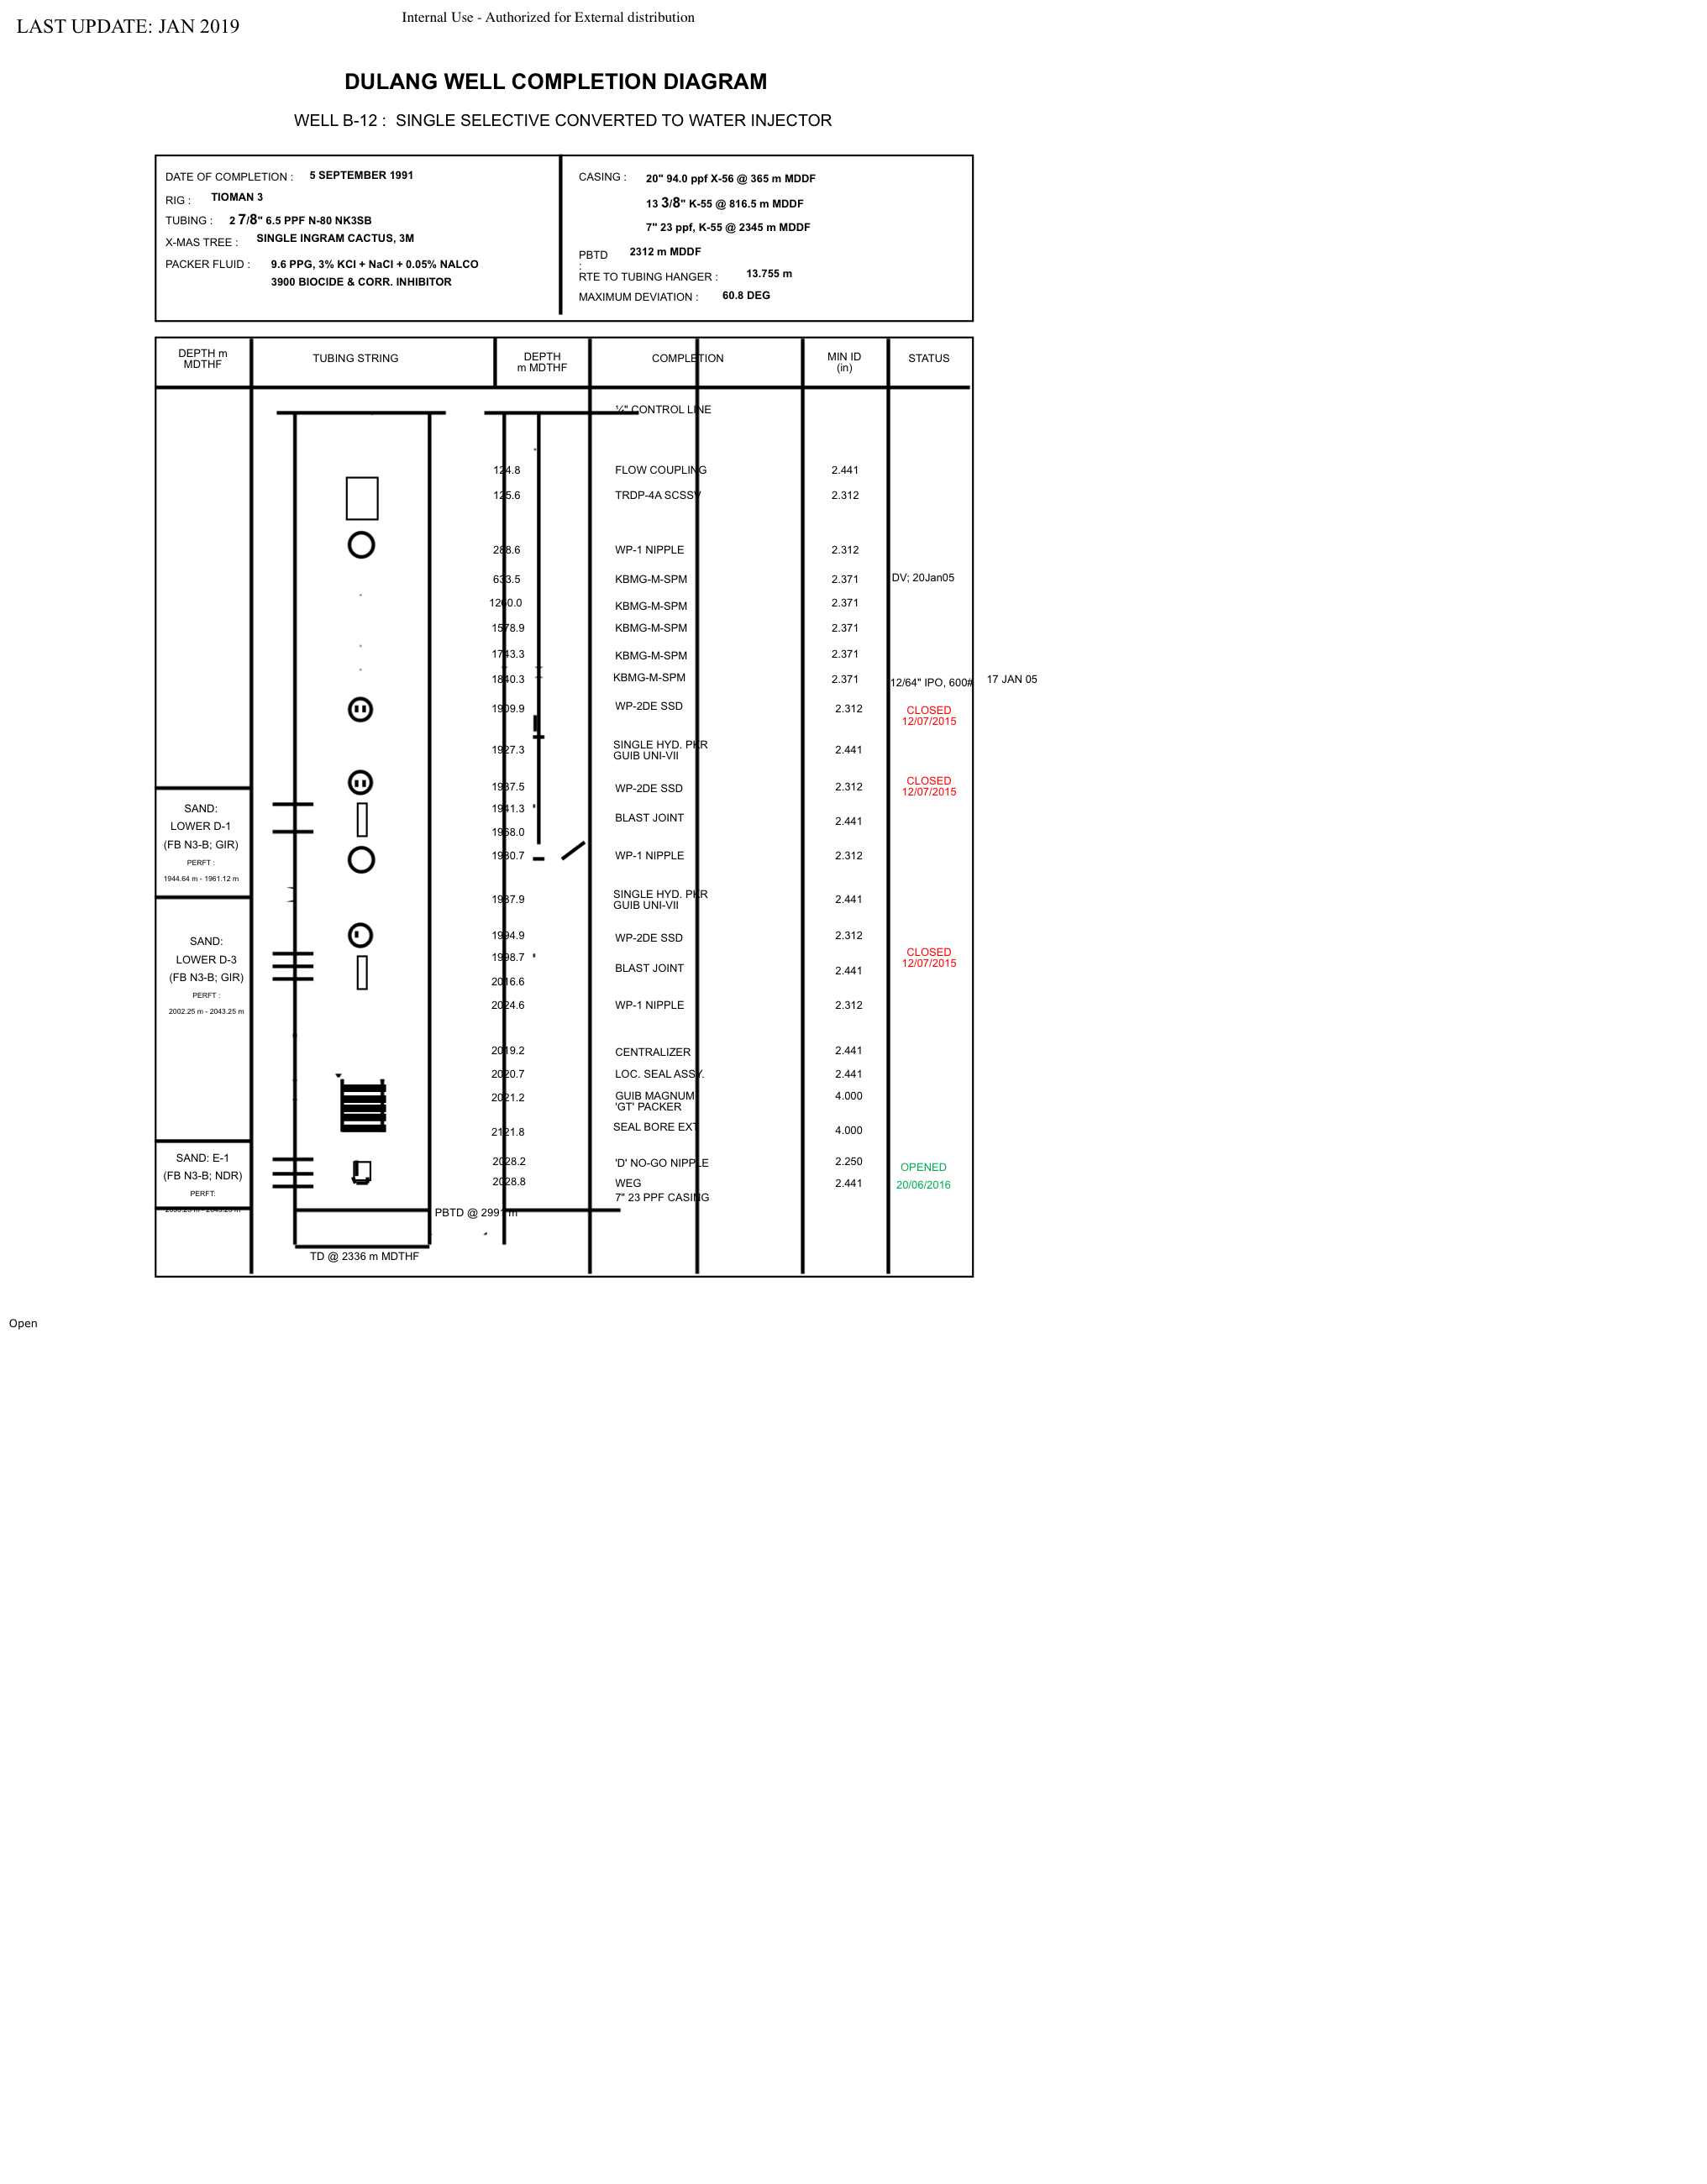 LAST UPDATE: JAN 2019
Internal Use - Authorized for External distribution
DULANG WELL COMPLETION DIAGRAM
WELL B-12 : SINGLE SELECTIVE CONVERTED TO WATER INJECTOR
DATE OF COMPLETION : 5 SEPTEMBER 1991
RIG : TIOMAN 3
TUBING : 2 7/8" 6.5 PPF N-80 NK3SB
X-MAS TREE : SINGLE INGRAM CACTUS, 3M
PACKER FLUID : 9.6 PPG, 3% KCl + NaCl + 0.05% NALCO
3900 BIOCIDE & CORR. INHIBITOR
CASING : 20" 94.0 ppf X-56 @ 365 m MDDF
13 3/8" K-55 @ 816.5 m MDDF
7" 23 ppf, K-55 @ 2345 m MDDF
PBTD : 2312 m MDDF
RTE TO TUBING HANGER : 13.755 m
MAXIMUM DEVIATION : 60.8 DEG
DEPTH m MDTHF TUBING STRING DEPTH m MDTHF COMPLETION MIN ID (in) STATUS
¼" CONTROL LINE
124.8 FLOW COUPLING 2.441
125.6 TRDP-4A SCSSV 2.312
288.6 WP-1 NIPPLE 2.312
633.5 KBMG-M-SPM 2.371 DV; 20Jan05
1260.0 KBMG-M-SPM 2.371
1578.9 KBMG-M-SPM 2.371
1743.3 KBMG-M-SPM 2.371
1840.3 KBMG-M-SPM 2.371 12/64" IPO, 600# 17 JAN 05
1909.9 WP-2DE SSD 2.312 CLOSED 12/07/2015
1927.3 SINGLE HYD. PKR GUIB UNI-VII 2.441
1937.5 WP-2DE SSD 2.312 CLOSED 12/07/2015
1941.3
BLAST JOINT 2.441
1968.0
1980.7 WP-1 NIPPLE 2.312
SAND:
LOWER D-1
(FB N3-B; GIR)
PERFT :
1944.64 m - 1961.12 m
1987.9 SINGLE HYD. PKR GUIB UNI-VII 2.441
1994.9 WP-2DE SSD 2.312 CLOSED 12/07/2015
1998.7
BLAST JOINT 2.441
2016.6
2024.6 WP-1 NIPPLE 2.312
SAND:
LOWER D-3
(FB N3-B; GIR)
PERFT :
2002.25 m - 2043.25 m
2019.2 CENTRALIZER 2.441
2020.7 LOC. SEAL ASSY. 2.441
2021.2 GUIB MAGNUM 'GT' PACKER 4.000
2121.8 SEAL BORE EXT 4.000
2028.2 'D' NO-GO NIPPLE 2.250 OPENED
2028.8 WEG 2.441 20/06/2016
7" 23 PPF CASING
SAND: E-1
(FB N3-B; NDR)
PERFT:
PBTD @ 2991 m
TD @ 2336 m MDTHF
Open